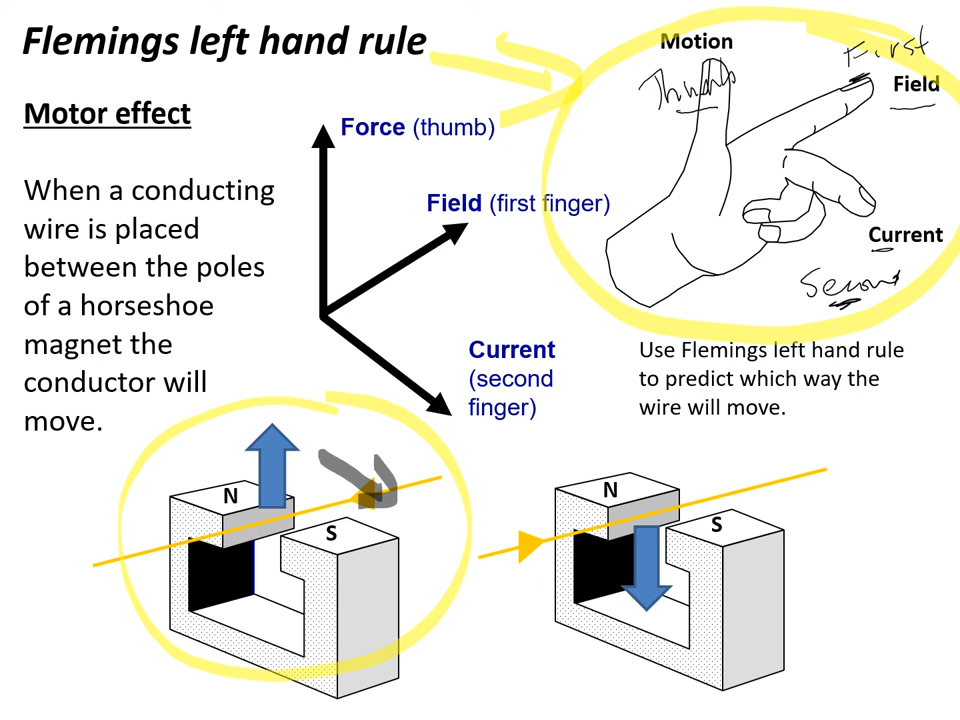 Flemings left hand rule
Motor effect
When a conducting
wire is placed
between the poles
of a horseshoe
magnet the
conductor will
move.
Force (thumb)
Field (first finger)
Current
(second
finger)
Motion
Thumb
First
Field
Current
Second
Use Flemings left hand rule
to predict which way the
wire will move.
N
S
N
S